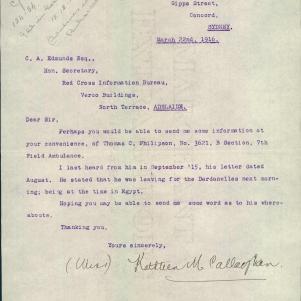 Gipps Street,
Concord,
SYDNEY.
March 22nd, 1916.
C. A. Edmunds Esq.,
Hon. Secretary,
Red Cross Information Bureau,
Verco Buildings,
North Terrace, ADELAIDE.
Dear Sir,
Perhaps you would be able to send me some information at
your convenience, of Thomas C, Philipson, No. 3621, B Section, 7th
Field Ambulance.
I last heard from him in September '15, his letter dated
August. He stated that he was leaving for the Dardanelles next morn-
ing; being at the time in Egypt.
Hoping you may be able to send me some word as to his where-
abouts.
Thanking you.
Yours sincerely,
(Miss) Kathleen M Callaghan.